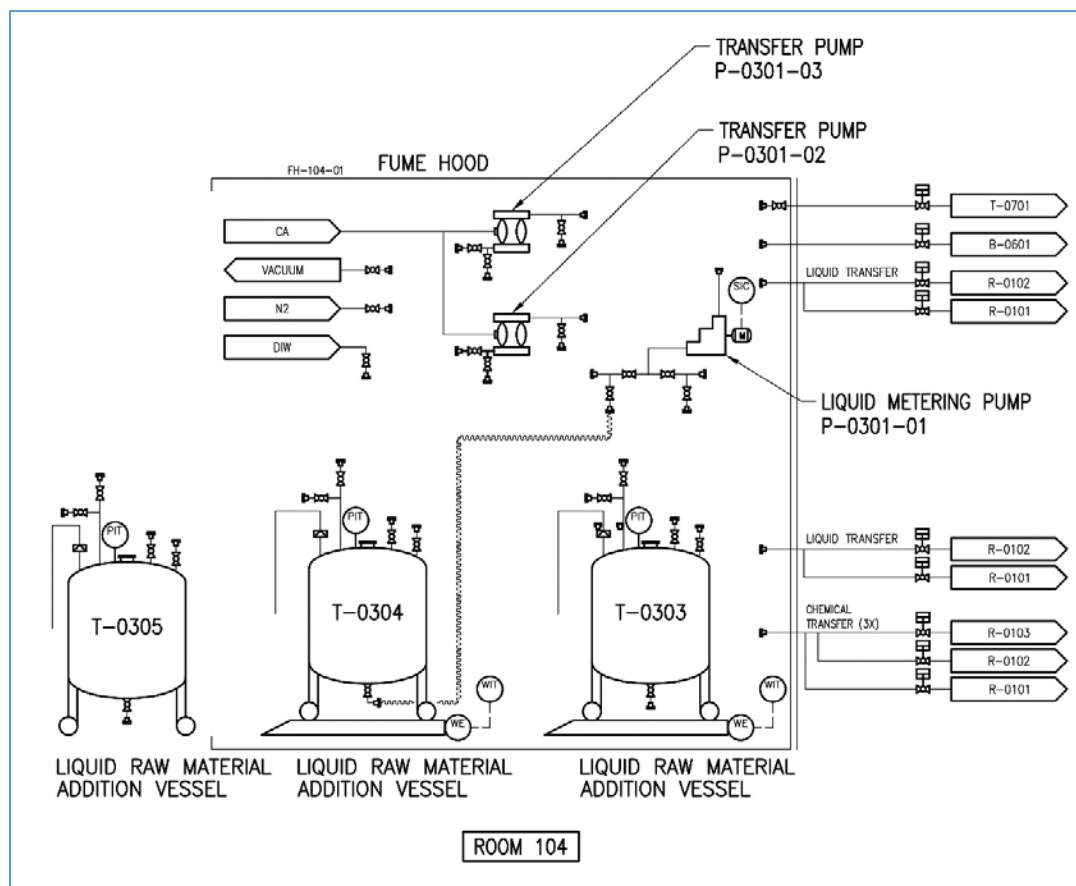 TRANSFER PUMP
P-0301-03
TRANSFER PUMP
P-0301-02
FH-104-01
FUME HOOD
CA
VACUUM
N2
DIW
T-0701
B-0601
LIQUID TRANSFER
R-0102
R-0101
SIC
M
LIQUID METERING PUMP
P-0301-01
PIT
PIT
PIT
T-0305
T-0304
T-0303
LIQUID TRANSFER
R-0102
R-0101
CHEMICAL
TRANSFER (3X)
R-0103
R-0102
R-0101
WIT
WE
WIT
WE
LIQUID RAW MATERIAL
ADDITION VESSEL
LIQUID RAW MATERIAL
ADDITION VESSEL
LIQUID RAW MATERIAL
ADDITION VESSEL
ROOM 104